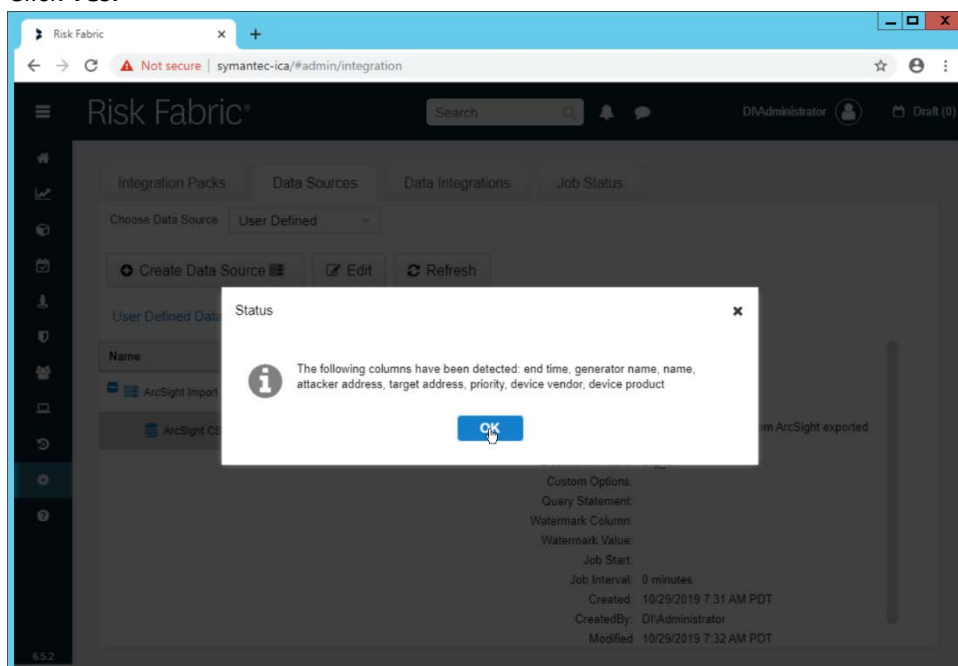 Risk Fabric
Not secure | symantec-ica/#admin/integration
Risk Fabric®
Search
DI\Administrator
Draft (0)
Integration Packs
Data Sources
Data Integrations
Job Status
Choose Data Source
User Defined
Create Data Source
Edit
Refresh
User Defined Data
Status
The following columns have been detected: end time, generator name, name,
attacker address, target address, priority, device vendor, device product
OK
Name
ArcSight Import
ArcSight CS
om ArcSight exported
Custom Options:
Query Statement:
Watermark Column:
Watermark Value:
Job Start:
Job Interval: 0 minutes
Created: 10/29/2019 7:31 AM PDT
CreatedBy: DI\Administrator
Modified 10/29/2019 7:32 AM PDT
6.5.2